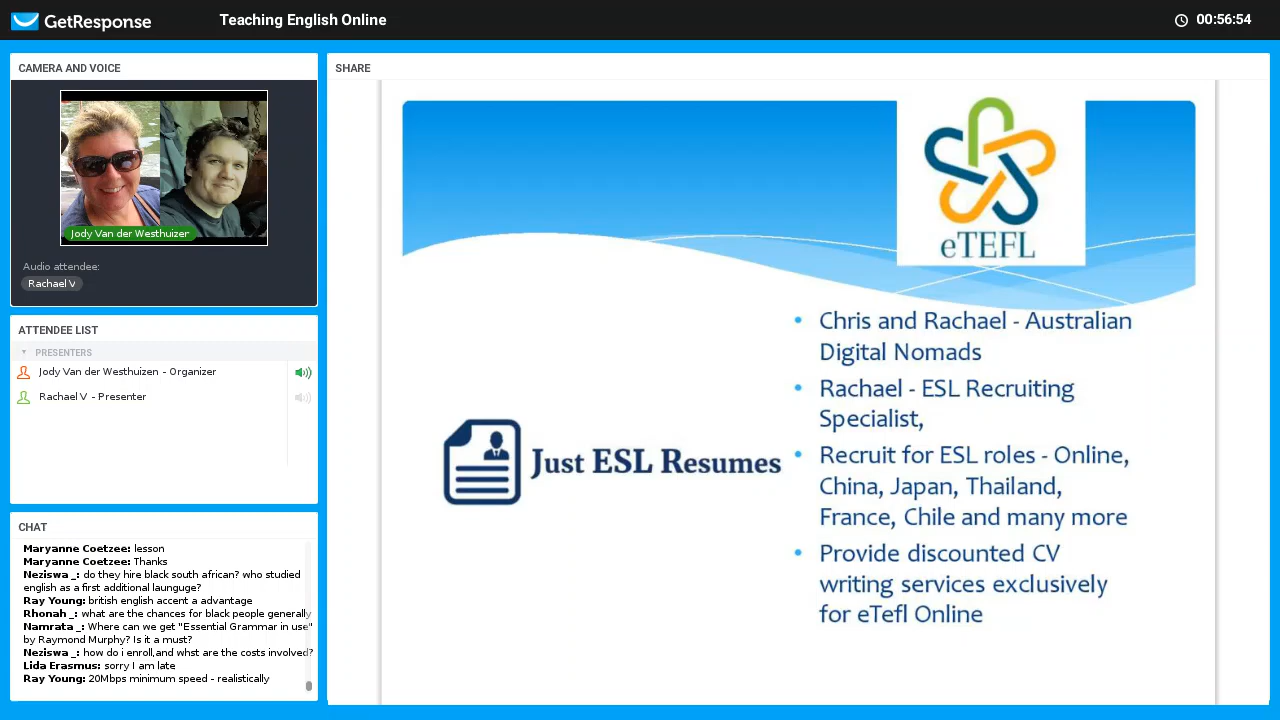 GetResponse
Teaching English Online
00:56:54
CAMERA AND VOICE
Jody Van der Westhuizen
Audio attendee:
Rachael V
ATTENDEE LIST
PRESENTERS
Jody Van der Westhuizen - Organizer
Rachael V - Presenter
CHAT
Maryanne Coetzee: lesson
Maryanne Coetzee: Thanks
Neziswa _: do they hire black south african? who studied
english as a first additional launguge?
Ray Young: british english accent a advantage
Rhonah _: what are the chances for black people generally
Namrata _: Where can we get "Essential Grammar in use"
by Raymond Murphy? Is it a must?
Neziswa _: how do i enroll,and whst are the costs involved?
Lida Erasmus: sorry I am late
Ray Young: 20Mbps minimum speed - realistically
SHARE
eTEFL
Just ESL Resumes
• Chris and Rachael - Australian
Digital Nomads
• Rachael - ESL Recruiting
Specialist,
• Recruit for ESL roles - Online,
China, Japan, Thailand,
France, Chile and many more
• Provide discounted CV
writing services exclusively
for eTefl Online